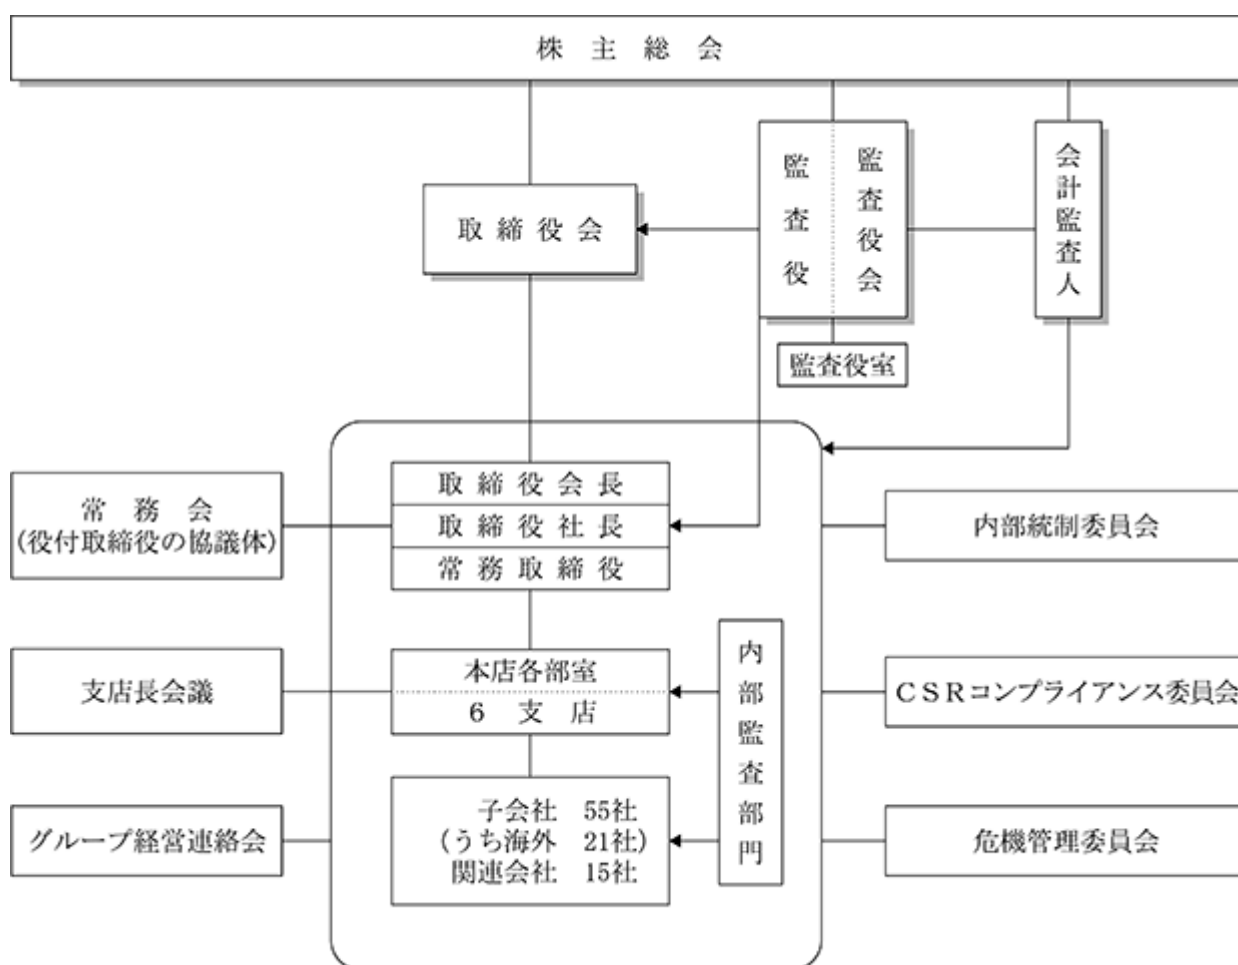 株主総会
取締役会
監査役
監査役会
会計監査人
監査役室
取締役会長
取締役社長
常務取締役
常務会
(役付取締役の協議体)
内部統制委員会
本店各部室
6 支店
支店長会議
内部監査部門
CSRコンプライアンス委員会
子会社 55社
(うち海外 21社)
関連会社 15社
グループ経営連絡会
危機管理委員会